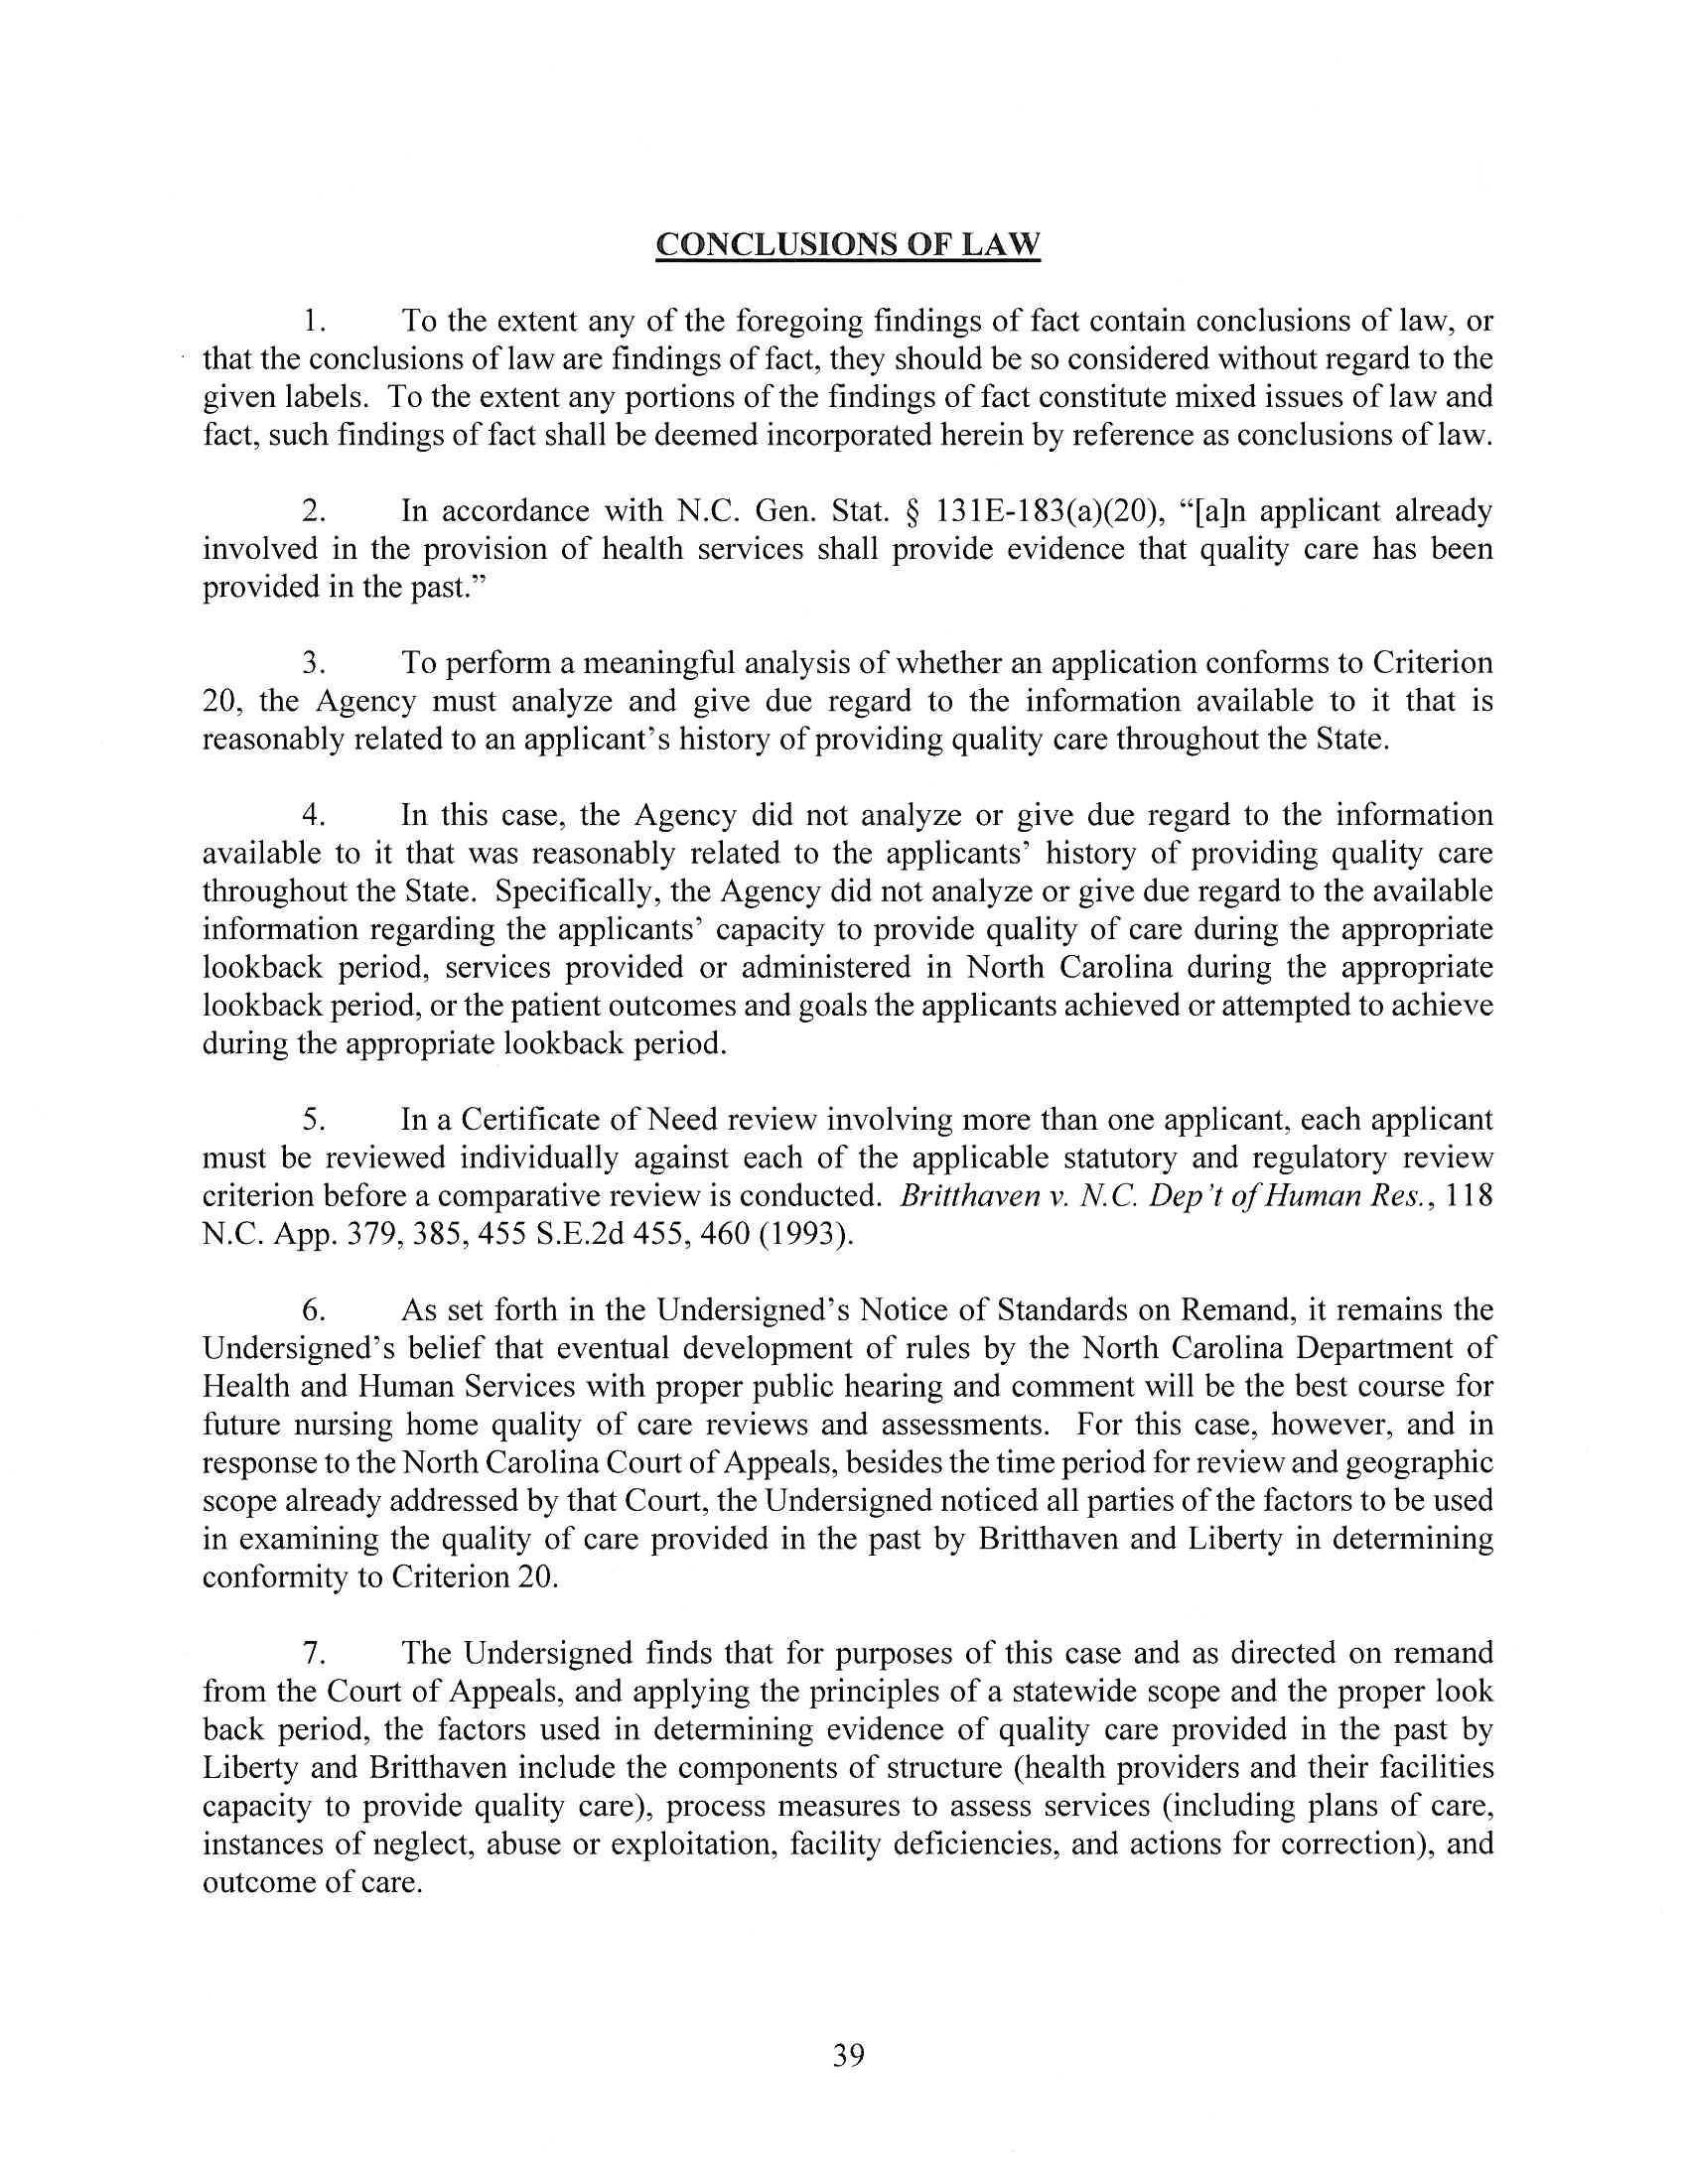 CONCLUSIONS OF LAW
1. To the extent any of the foregoing findings of fact contain conclusions of law, or
that the conclusions of law are findings of fact, they should be so considered without regard to the
given labels. To the extent any portions of the findings of fact constitute mixed issues of law and
fact, such findings of fact shall be deemed incorporated herein by reference as conclusions of law.
2. In accordance with N.C. Gen. Stat. § 131E-183(a)(20), “[a]n applicant already
involved in the provision of health services shall provide evidence that quality care has been
provided in the past.”
3. To perform a meaningful analysis of whether an application conforms to Criterion
20, the Agency must analyze and give due regard to the information available to it that is
reasonably related to an applicant’s history of providing quality care throughout the State.
4. In this case, the Agency did not analyze or give due regard to the information
available to it that was reasonably related to the applicants’ history of providing quality care
throughout the State. Specifically, the Agency did not analyze or give due regard to the available
information regarding the applicants’ capacity to provide quality of care during the appropriate
lookback period, services provided or administered in North Carolina during the appropriate
lookback period, or the patient outcomes and goals the applicants achieved or attempted to achieve
during the appropriate lookback period.
5. In a Certificate of Need review involving more than one applicant, each applicant
must be reviewed individually against each of the applicable statutory and regulatory review
criterion before a comparative review is conducted. Britthaven v. N.C. Dep’t of Human Res., 118
N.C. App. 379, 385, 455 S.E.2d 455, 460 (1993).
6. As set forth in the Undersigned’s Notice of Standards on Remand, it remains the
Undersigned’s belief that eventual development of rules by the North Carolina Department of
Health and Human Services with proper public hearing and comment will be the best course for
future nursing home quality of care reviews and assessments. For this case, however, and in
response to the North Carolina Court of Appeals, besides the time period for review and geographic
scope already addressed by that Court, the Undersigned noticed all parties of the factors to be used
in examining the quality of care provided in the past by Britthaven and Liberty in determining
conformity to Criterion 20.
7. The Undersigned finds that for purposes of this case and as directed on remand
from the Court of Appeals, and applying the principles of a statewide scope and the proper look
back period, the factors used in determining evidence of quality care provided in the past by
Liberty and Britthaven include the components of structure (health providers and their facilities
capacity to provide quality care), process measures to assess services (including plans of care,
instances of neglect, abuse or exploitation, facility deficiencies, and actions for correction), and
outcome of care.
39